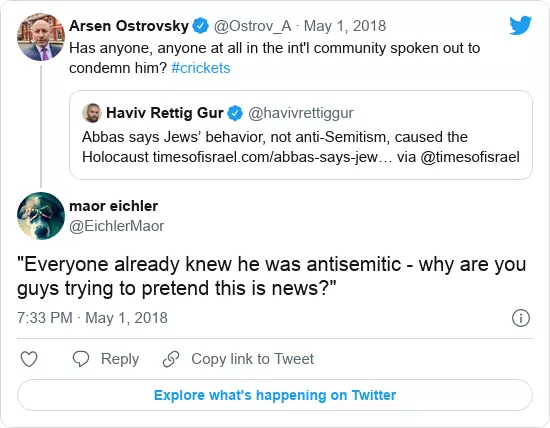 Arsen Ostrovsky @Ostrov_A · May 1, 2018
Has anyone, anyone at all in the int'l community spoken out to
condemn him? #crickets
Haviv Rettig Gur @havivrettiggur
Abbas says Jews’ behavior, not anti-Semitism, caused the
Holocaust timesofisrael.com/abbas-says-jew… via @timesofisrael
maor eichler
@EichlerMaor
"Everyone already knew he was antisemitic - why are you
guys trying to pretend this is news?"
7:33 PM · May 1, 2018
Reply
Copy link to Tweet
Explore what's happening on Twitter